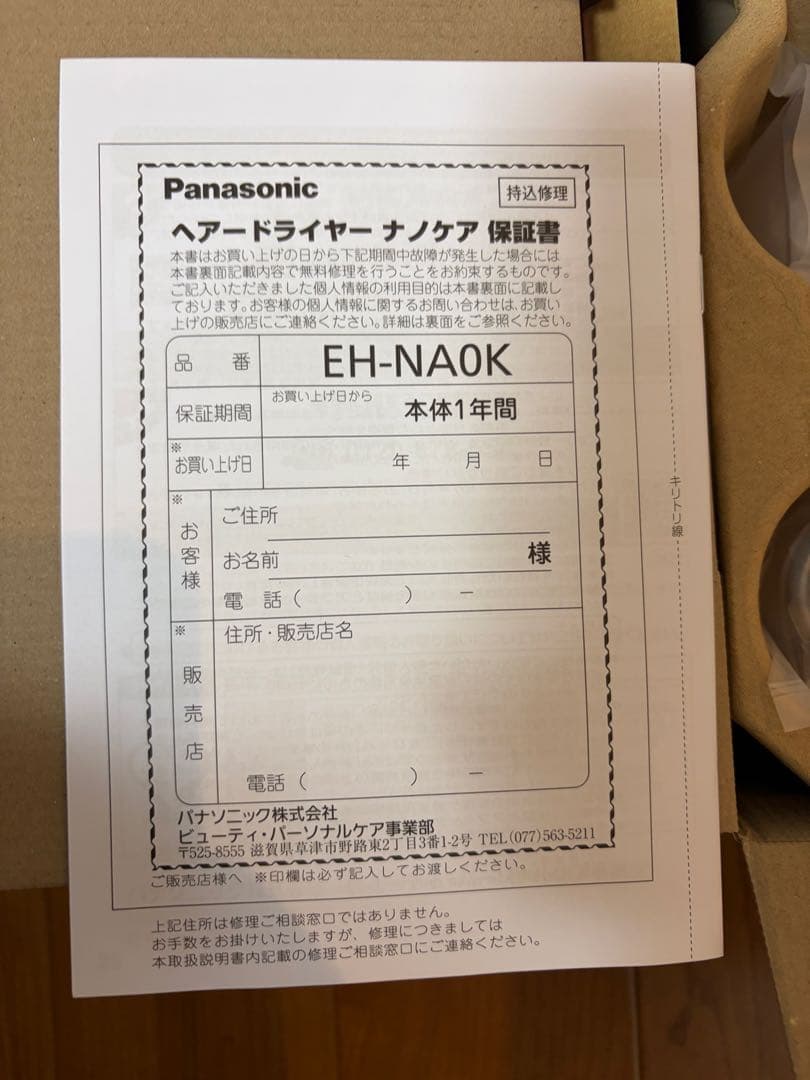 Panasonic
持込修理
ヘアードライヤー ナノケア 保証書
本書はお買い上げの日から下記期間中故障が発生した場合には
本書裏面記載内容で無料修理を行うことをお約束するものです。
ご記入いただきました個人情報の利用目的は本書裏面に記載し
ております。お客様の個人情報に関するお問い合わせは、お買い
上げの販売店にご連絡ください。詳細は裏面をご参照ください。
品 番 EH-NA0K
保証期間 お買い上げ日から 本体1年間
※お買い上げ日 年 月 日
※
お客様
ご住所
お名前 様
電 話( ) ー
※
販売店
住所・販売店名
電話( ) ー
パナソニック株式会社
ビューティ・パーソナルケア事業部
〒525-8555 滋賀県草津市野路東2丁目3番1-2号 TEL(077)563-5211
ご販売店様へ ※印欄は必ず記入してお渡しください。
上記住所は修理ご相談窓口ではありません。
お手数をお掛けいたしますが、修理につきましては
本取扱説明書内記載の修理ご相談窓口にご連絡ください。
キリトリ線